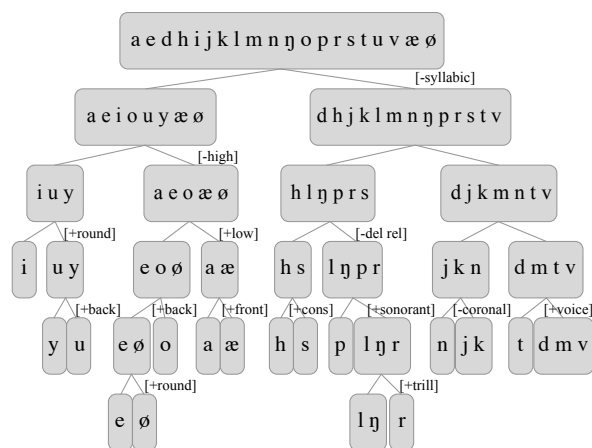 a e d h i j k l m n ŋ o p r s t u v æ ø
[-syllabic]
a e i o u y æ ø
d h j k l m n ŋ p r s t v
[-high]
i u y
a e o æ ø
h l ŋ p r s
d j k m n t v
[+round]
[+low]
[-del rel]
i
u y
e o ø
a æ
h s
l ŋ p r
j k n
d m t v
[+back]
[+back]
[+front]
[+cons]
[+sonorant]
[-coronal]
[+voice]
y
u
e ø
o
a
æ
h
s
p
l ŋ r
n
j k
t
d m v
[+round]
[+trill]
e
ø
l ŋ
r